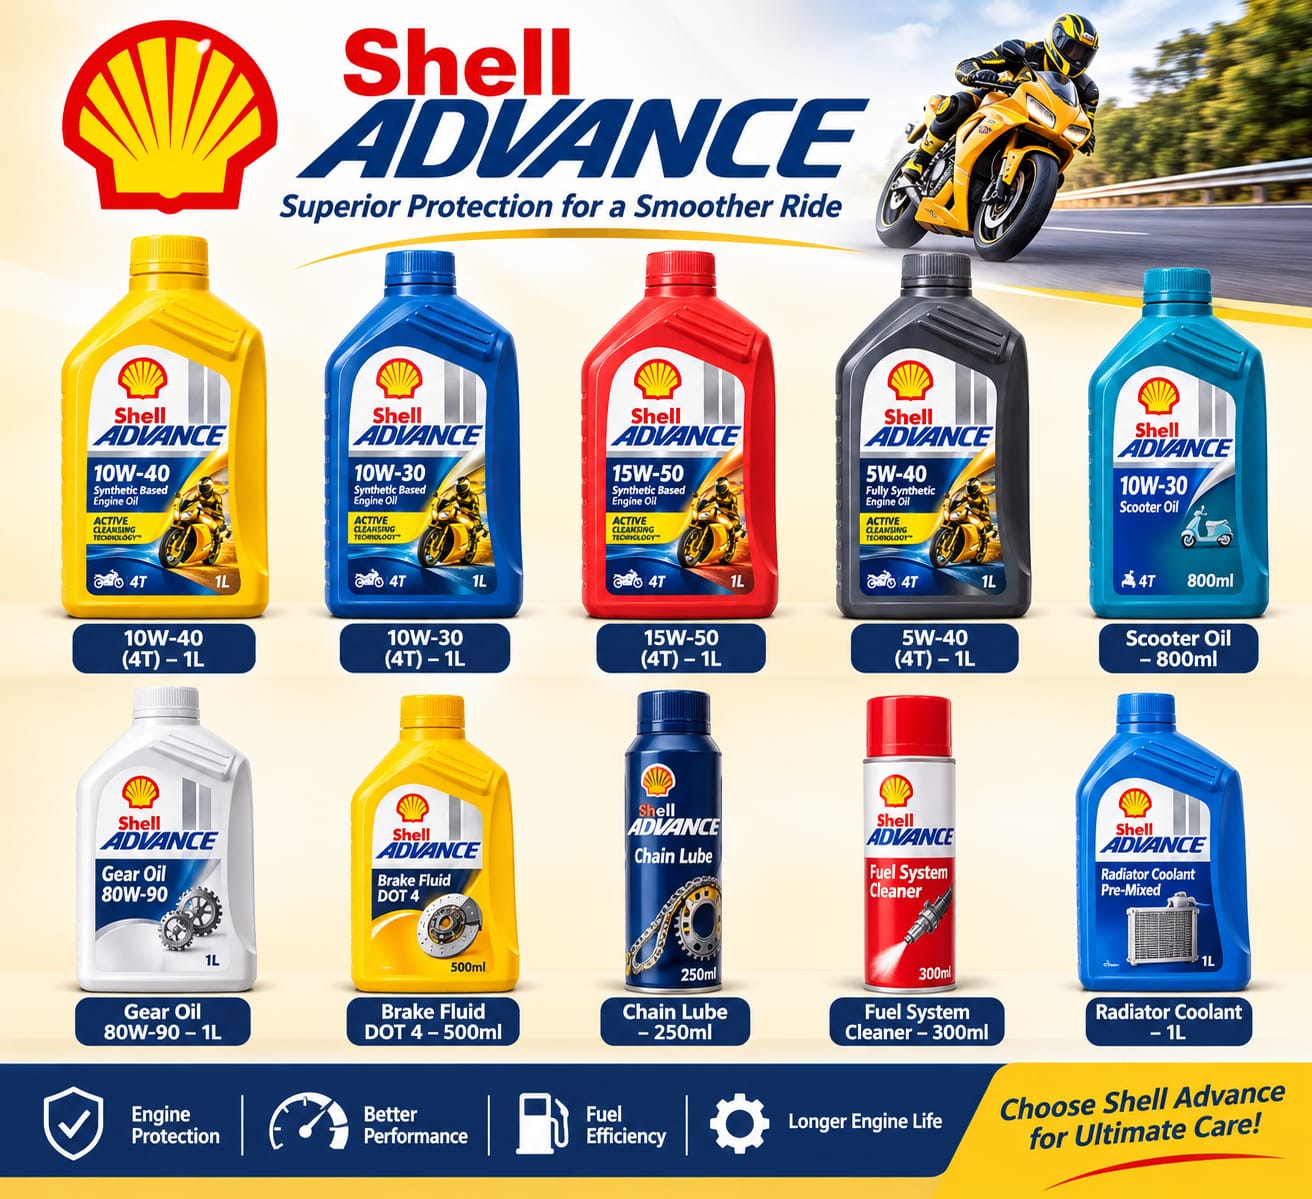 Shell
ADVANCE
Superior Protection for a Smoother Ride
Shell
ADVANCE
10W-40
Synthetic Based
Engine Oil
ACTIVE
CLEANSING
TECHNOLOGY™
4T 1L
Shell
ADVANCE
10W-30
Synthetic Based
Engine Oil
ACTIVE
CLEANSING
TECHNOLOGY™
4T 1L
Shell
ADVANCE
15W-50
Synthetic Based
Engine Oil
ACTIVE
CLEANSING
TECHNOLOGY™
4T 1L
Shell
ADVANCE
5W-40
Fully Synthetic
Engine Oil
ACTIVE
CLEANSING
TECHNOLOGY™
4T 1L
Shell
ADVANCE
10W-30
Scooter Oil
4T 800ml
10W-40
(4T) – 1L
10W-30
(4T) – 1L
15W-50
(4T) – 1L
5W-40
(4T) – 1L
Scooter Oil
– 800ml
Shell
ADVANCE
Gear Oil
80W-90
1L
Shell
ADVANCE
Brake Fluid
DOT 4
500ml
Shell
ADVANCE
Chain Lube
250ml
Shell
ADVANCE
Fuel System
Cleaner
300ml
Shell
ADVANCE
Radiator Coolant
Pre-Mixed
1L
Gear Oil
80W-90 – 1L
Brake Fluid
DOT 4 – 500ml
Chain Lube
– 250ml
Fuel System
Cleaner – 300ml
Radiator Coolant
– 1L
Engine
Protection
Better
Performance
Fuel
Efficiency
Longer Engine Life
Choose Shell Advance
for Ultimate Care!